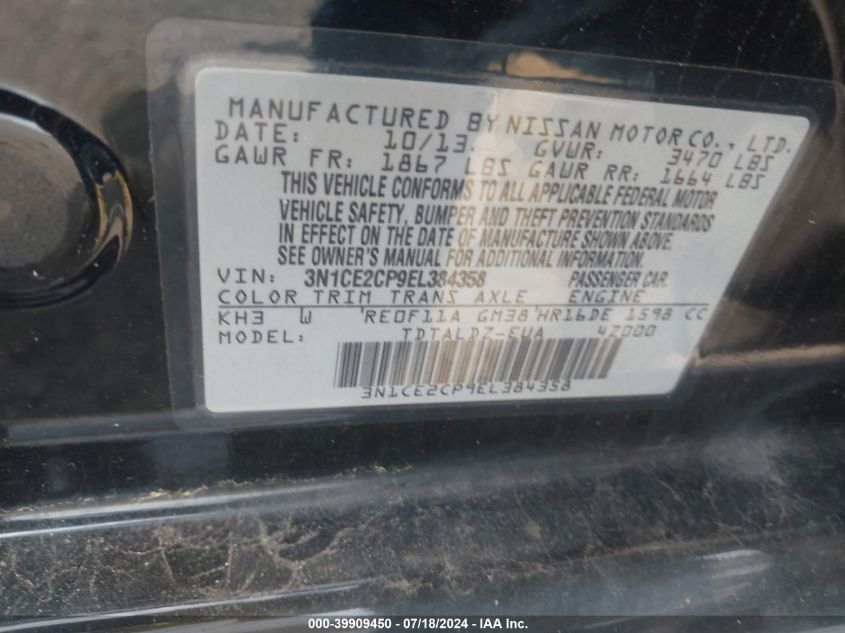 MANUFACTURED BY NISSAN MOTOR CO., LTD.
DATE: 10/13 GVWR: 3470 LBS
GAWR FR: 1867 LBS GAWR RR: 1664 LBS
THIS VEHICLE CONFORMS TO ALL APPLICABLE FEDERAL MOTOR
VEHICLE SAFETY, BUMPER AND THEFT PREVENTION STANDARDS
IN EFFECT ON THE DATE OF MANUFACTURE SHOWN ABOVE.
SEE OWNER'S MANUAL FOR ADDITIONAL INFORMATION.
VIN: 3N1CE2CP9EL384358 PASSENGER CAR.
COLOR TRIM TRANS AXLE ENGINE
KH3 W 'RE0F11A GM38 HR16DE 1598 CC
MODEL: TDTALDZ-EUA 4Z000
3N1CE2CP9EL384358
000-39909450 - 07/18/2024 - IAA Inc.